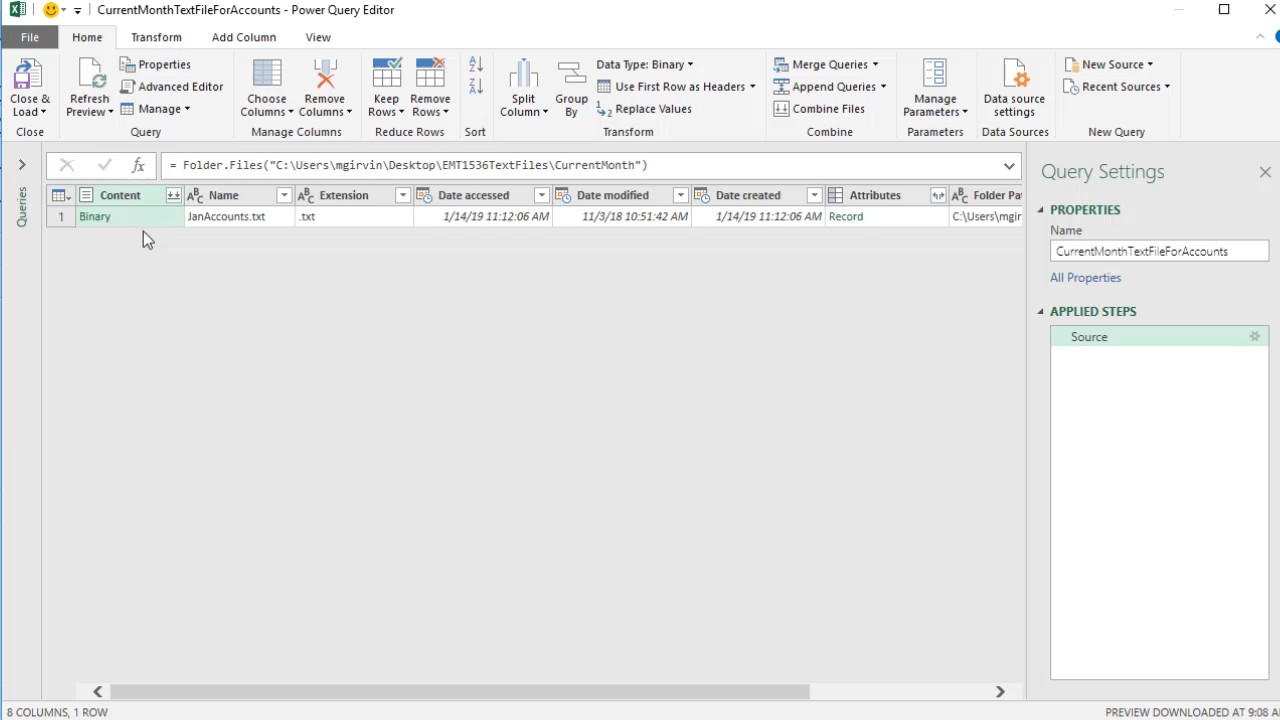 CurrentMonthTextFileForAccounts - Power Query Editor
File Home Transform Add Column View
Close & Load
Refresh Preview
Properties
Advanced Editor
Manage
Choose Columns
Remove Columns
Keep Rows
Remove Rows
Split Column
Group By
Data Type: Binary
Use First Row as Headers
Replace Values
Merge Queries
Append Queries
Combine Files
Manage Parameters
Data source settings
New Source
Recent Sources
Close Query Manage Columns Reduce Rows Sort Transform Combine Parameters Data Sources New Query
fx = Folder.Files("C:\Users\mgirvin\Desktop\EMT1536TextFiles\CurrentMonth")
Queries
Content Name Extension Date accessed Date modified Date created Attributes Folder Pat
1 Binary JanAccounts.txt .txt 1/14/19 11:12:06 AM 11/3/18 10:51:42 AM 1/14/19 11:12:06 AM Record C:\Users\mgir
Query Settings
PROPERTIES
Name
CurrentMonthTextFileForAccounts
All Properties
APPLIED STEPS
Source
8 COLUMNS, 1 ROW
PREVIEW DOWNLOADED AT 9:08 A